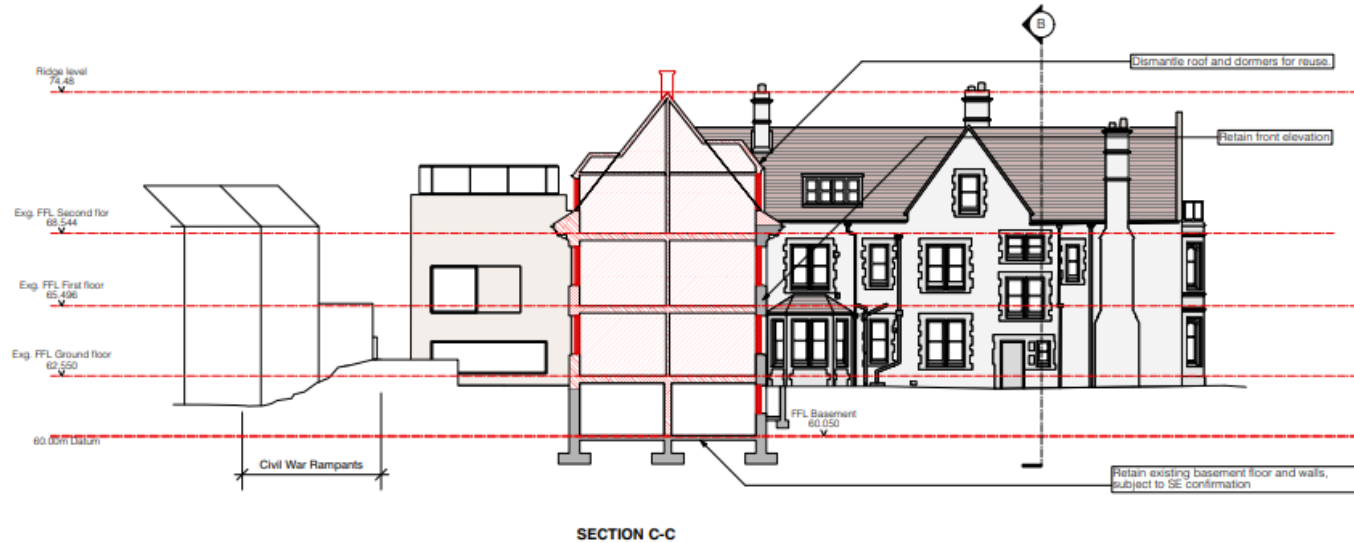 B
Ridge level
74.48
Dismantle roof and dormers for reuse.
Retain front elevation
Exg. FFL Second flor
68.544
Exg. FFL First floor
65.496
Exg. FFL Ground floor
62.550
FFL Basement
60.050
60.00m Datum
Civil War Rampants
Retain existing basement floor and walls,
subject to SE confirmation
SECTION C-C